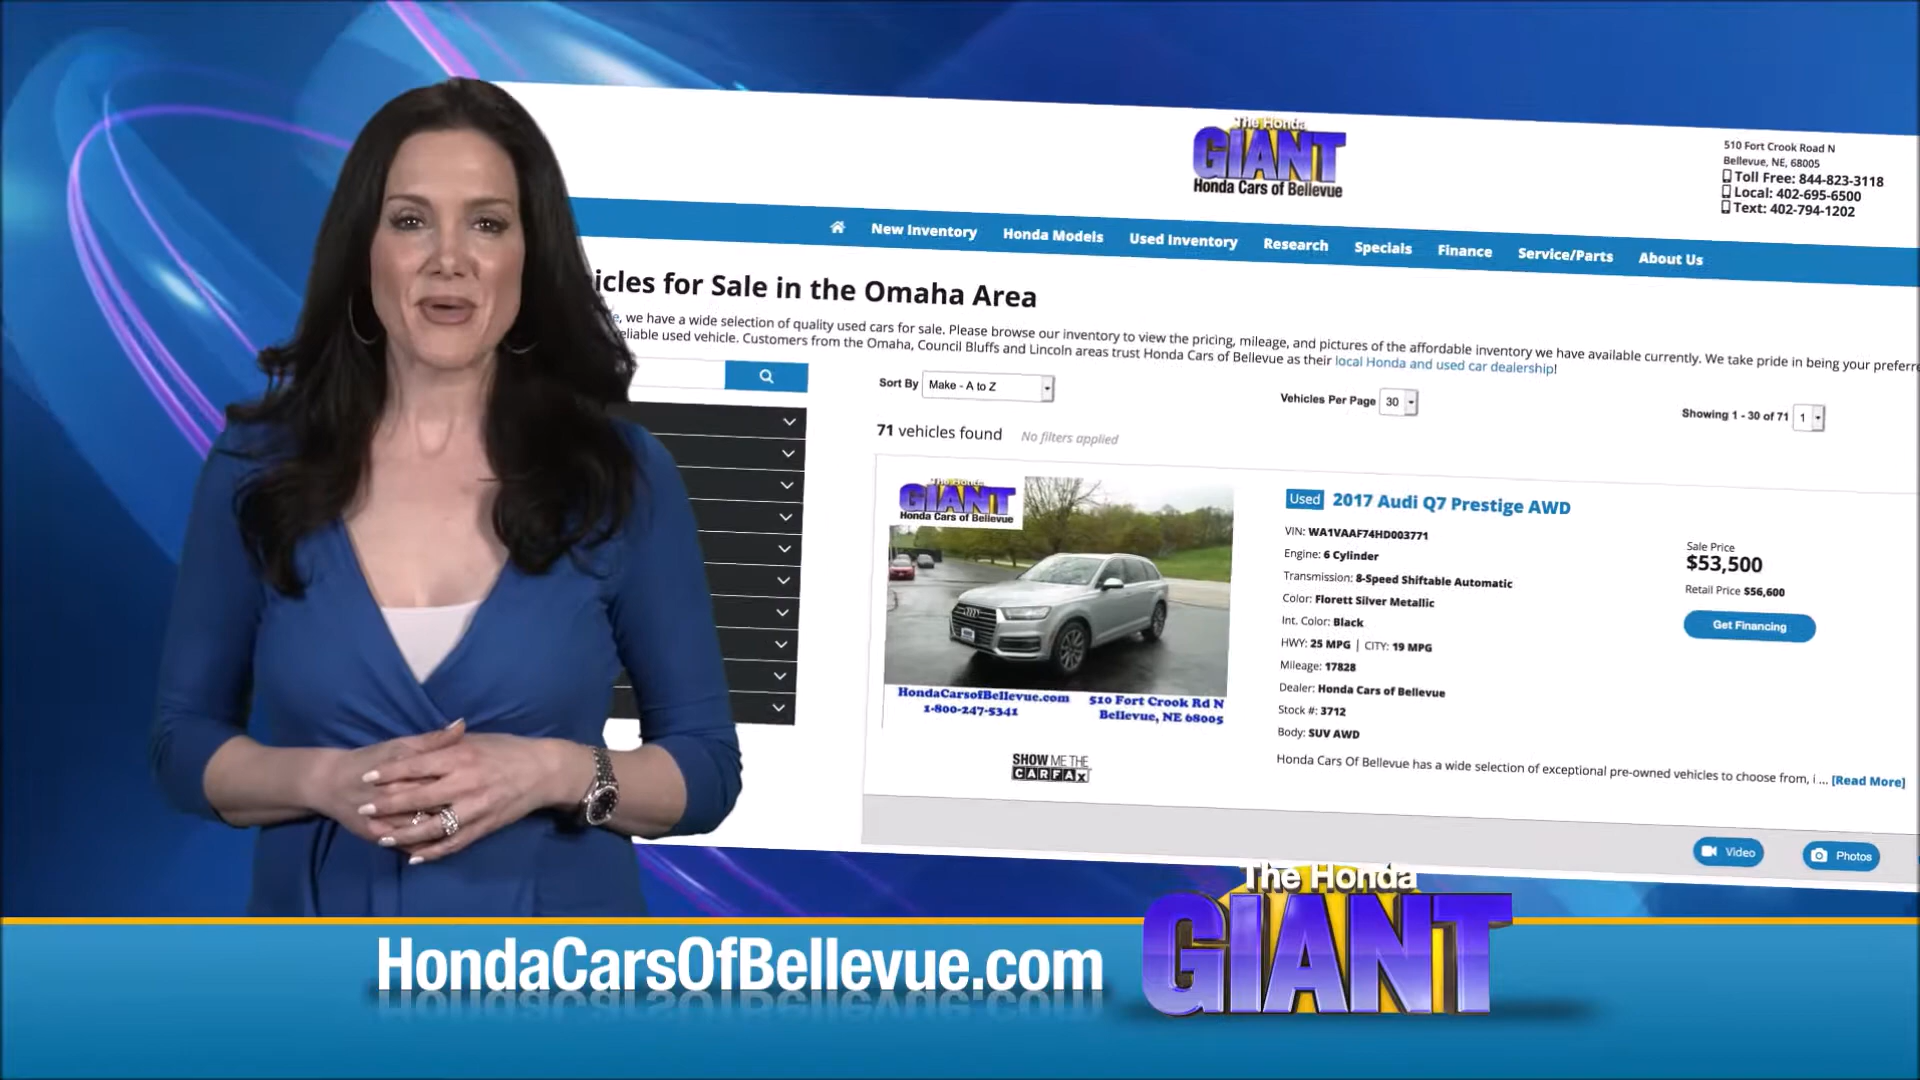 The Honda
GIANT
Honda Cars of Bellevue
510 Fort Crook Road N
Bellevue, NE, 68005
Toll Free: 844-823-3118
Local: 402-695-6500
Text: 402-794-1202
New Inventory Honda Models Used Inventory Research Specials Finance Service/Parts About Us
icles for Sale in the Omaha Area
e, we have a wide selection of quality used cars for sale. Please browse our inventory to view the pricing, mileage, and pictures of the affordable inventory we have available currently. We take pride in being your preferre
reliable used vehicle. Customers from the Omaha, Council Bluffs and Lincoln areas trust Honda Cars of Bellevue as their local Honda and used car dealership!
Sort By Make - A to Z Vehicles Per Page 30 Showing 1 - 30 of 71 1
71 vehicles found No filters applied
The Honda
GIANT
Honda Cars of Bellevue
HondaCarsofBellevue.com
1-800-247-5341
510 Fort Crook Rd N
Bellevue, NE 68005
SHOW ME THE
CARFAX
Used 2017 Audi Q7 Prestige AWD
VIN: WA1VAAF74HD003771
Engine: 6 Cylinder
Transmission: 8-Speed Shiftable Automatic
Color: Florett Silver Metallic
Int. Color: Black
HWY: 25 MPG | CITY: 19 MPG
Mileage: 17828
Dealer: Honda Cars of Bellevue
Stock #: 3712
Body: SUV AWD
Honda Cars Of Bellevue has a wide selection of exceptional pre-owned vehicles to choose from, i ... [Read More]
Sale Price
$53,500
Retail Price $56,600
Get Financing
Video Photos
HondaCarsOfBellevue.com
The Honda
GIANT